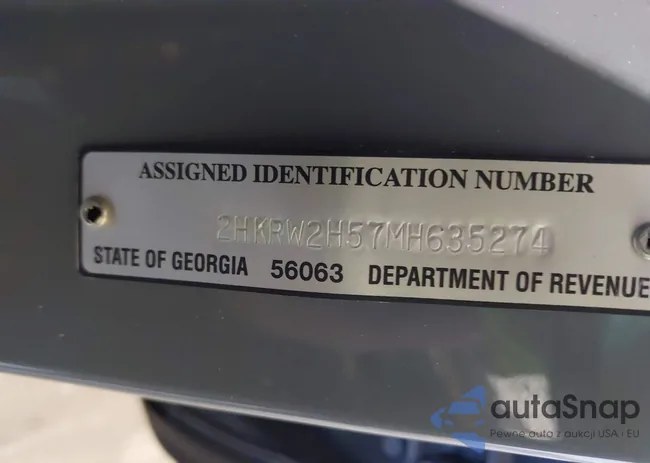 ASSIGNED IDENTIFICATION NUMBER
2HKRW2H57MH635274
STATE OF GEORGIA 56063 DEPARTMENT OF REVENUE
autaSnap
Pewne auto z aukcji USA i EU